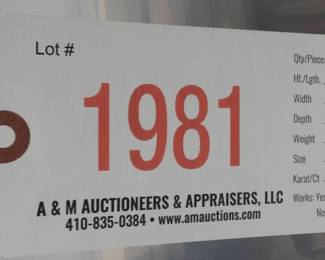 Lot #
1981
A & M AUCTIONEERS & APPRAISERS, LLC
410-835-0384 • www.amauctions.com
Qty/Pieces
Ht./Lgth.
Width
Depth
Weight
Size
Karat/Ct
Works: Yes
No